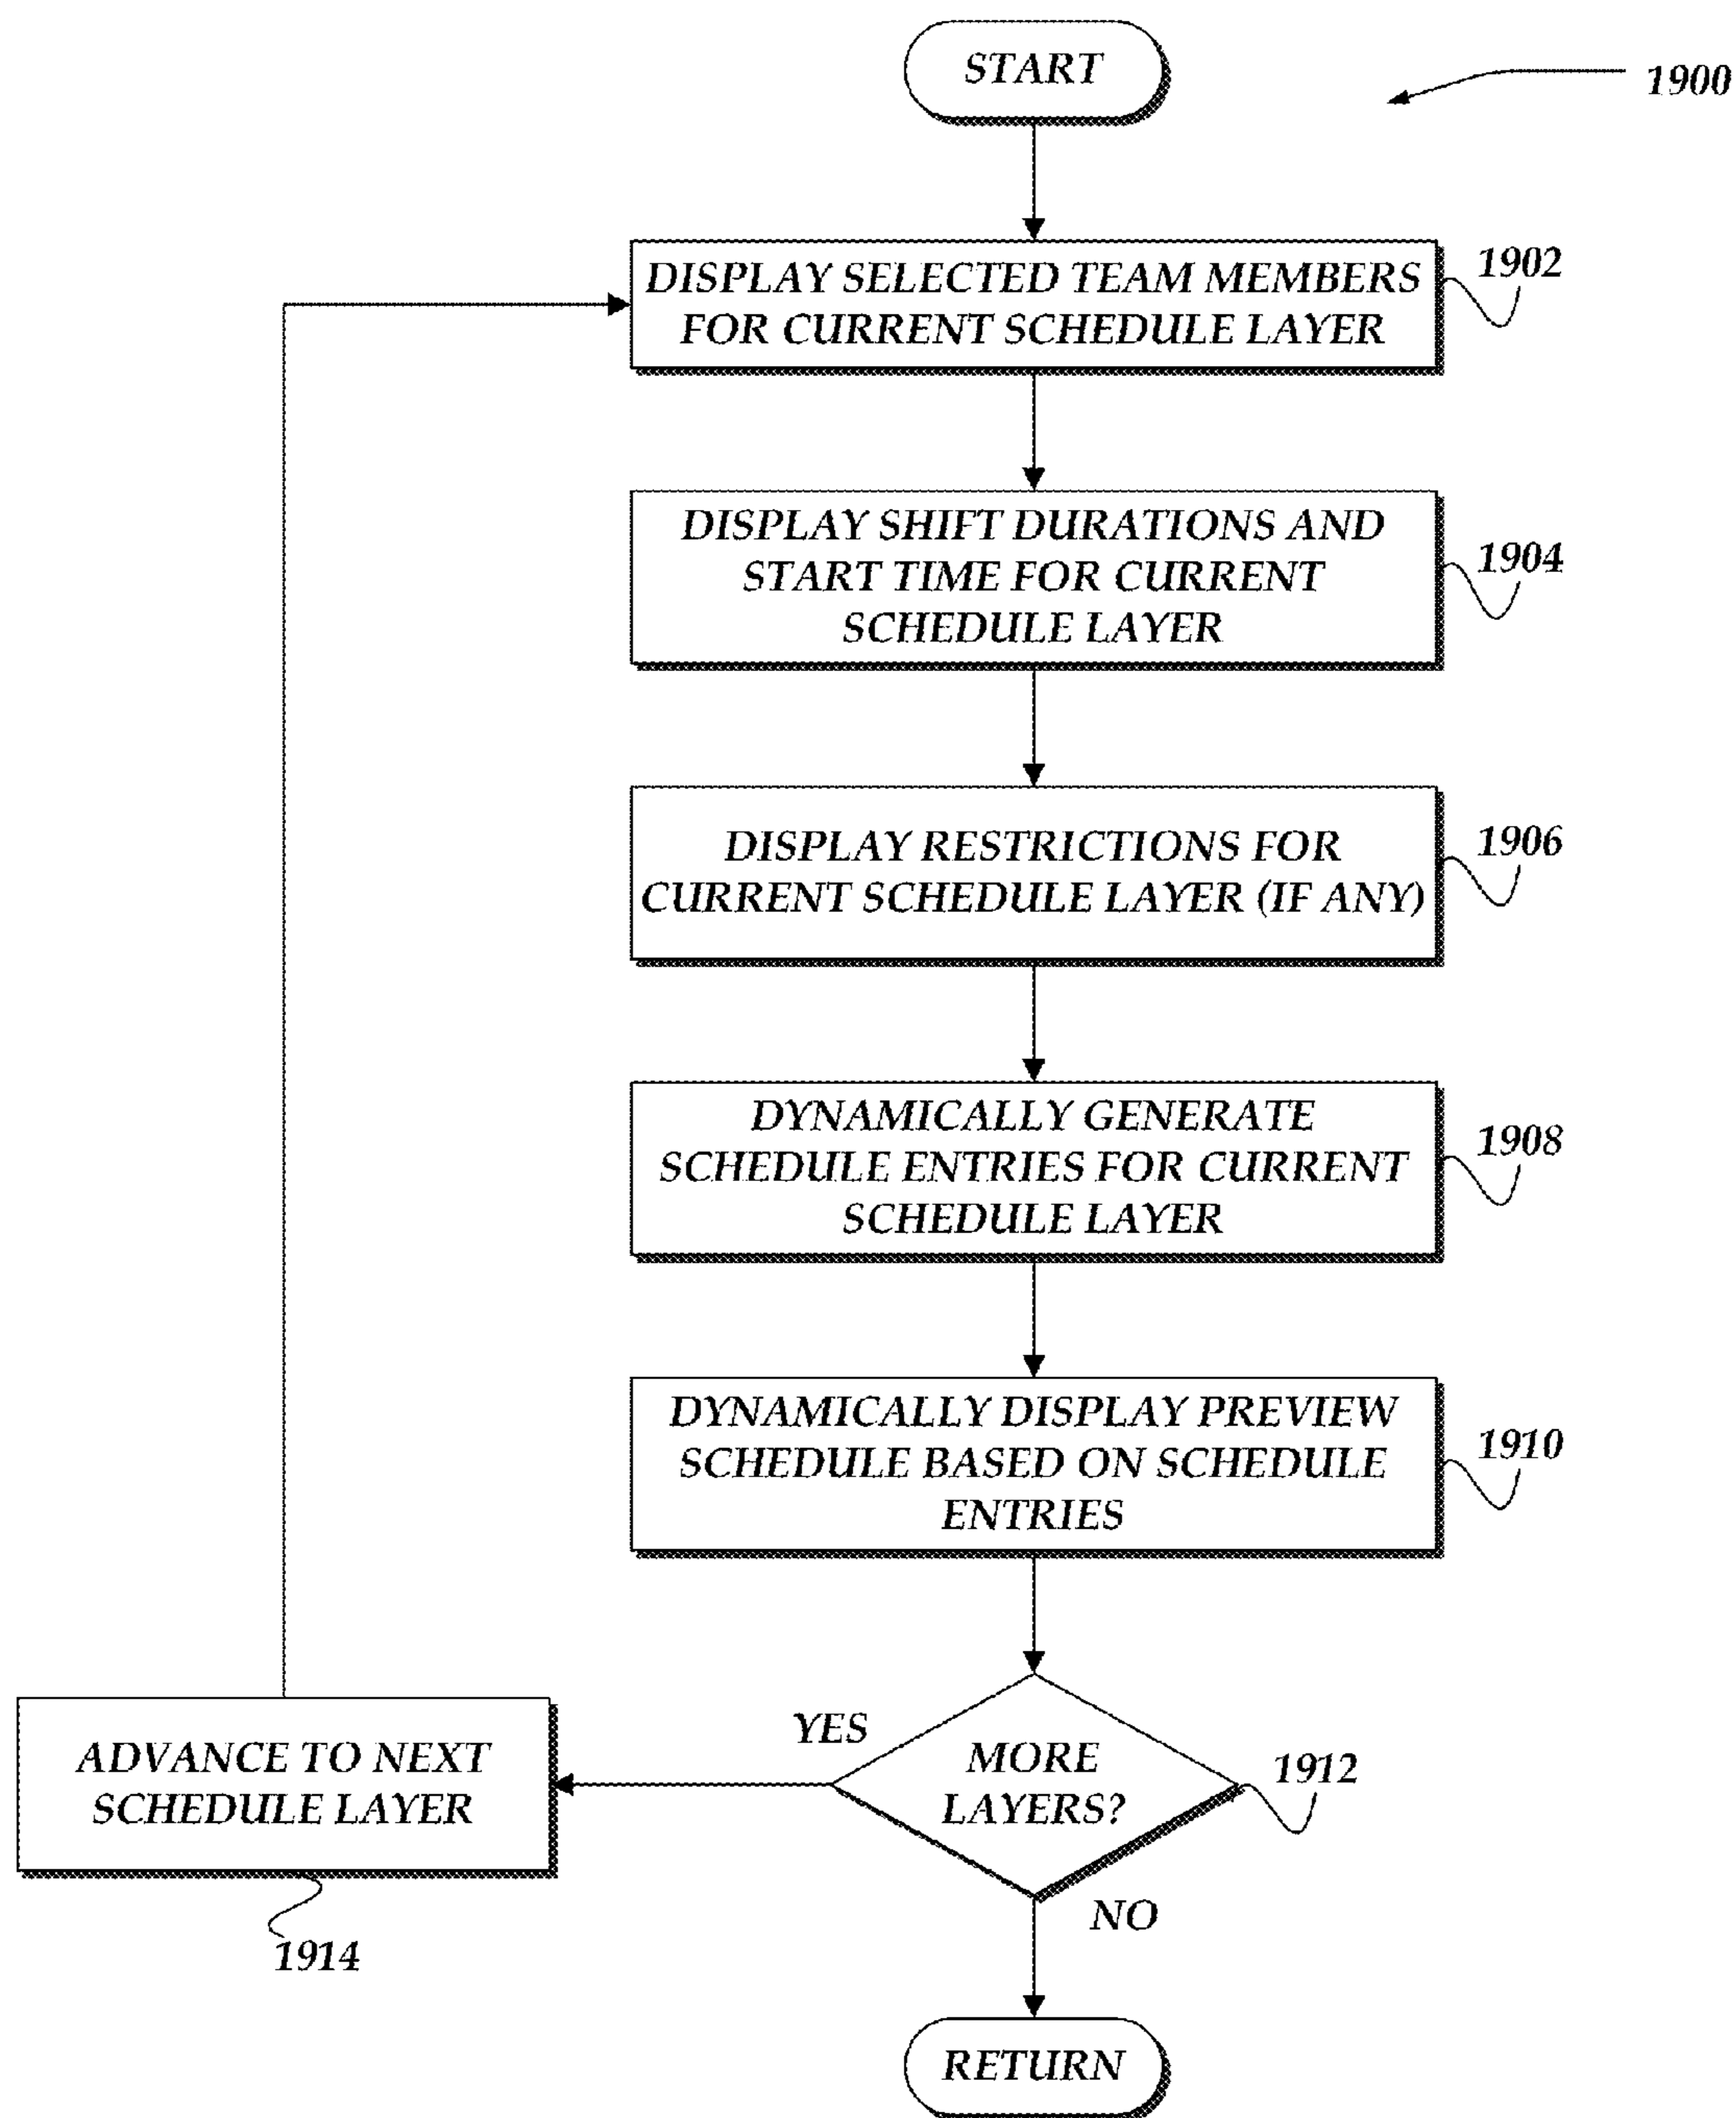 START
1900
DISPLAY SELECTED TEAM MEMBERS
FOR CURRENT SCHEDULE LAYER
1902
DISPLAY SHIFT DURATIONS AND
START TIME FOR CURRENT
SCHEDULE LAYER
1904
DISPLAY RESTRICTIONS FOR
CURRENT SCHEDULE LAYER (IF ANY)
1906
DYNAMICALLY GENERATE
SCHEDULE ENTRIES FOR CURRENT
SCHEDULE LAYER
1908
DYNAMICALLY DISPLAY PREVIEW
SCHEDULE BASED ON SCHEDULE
ENTRIES
1910
YES
MORE
LAYERS?
1912
ADVANCE TO NEXT
SCHEDULE LAYER
1914
NO
RETURN